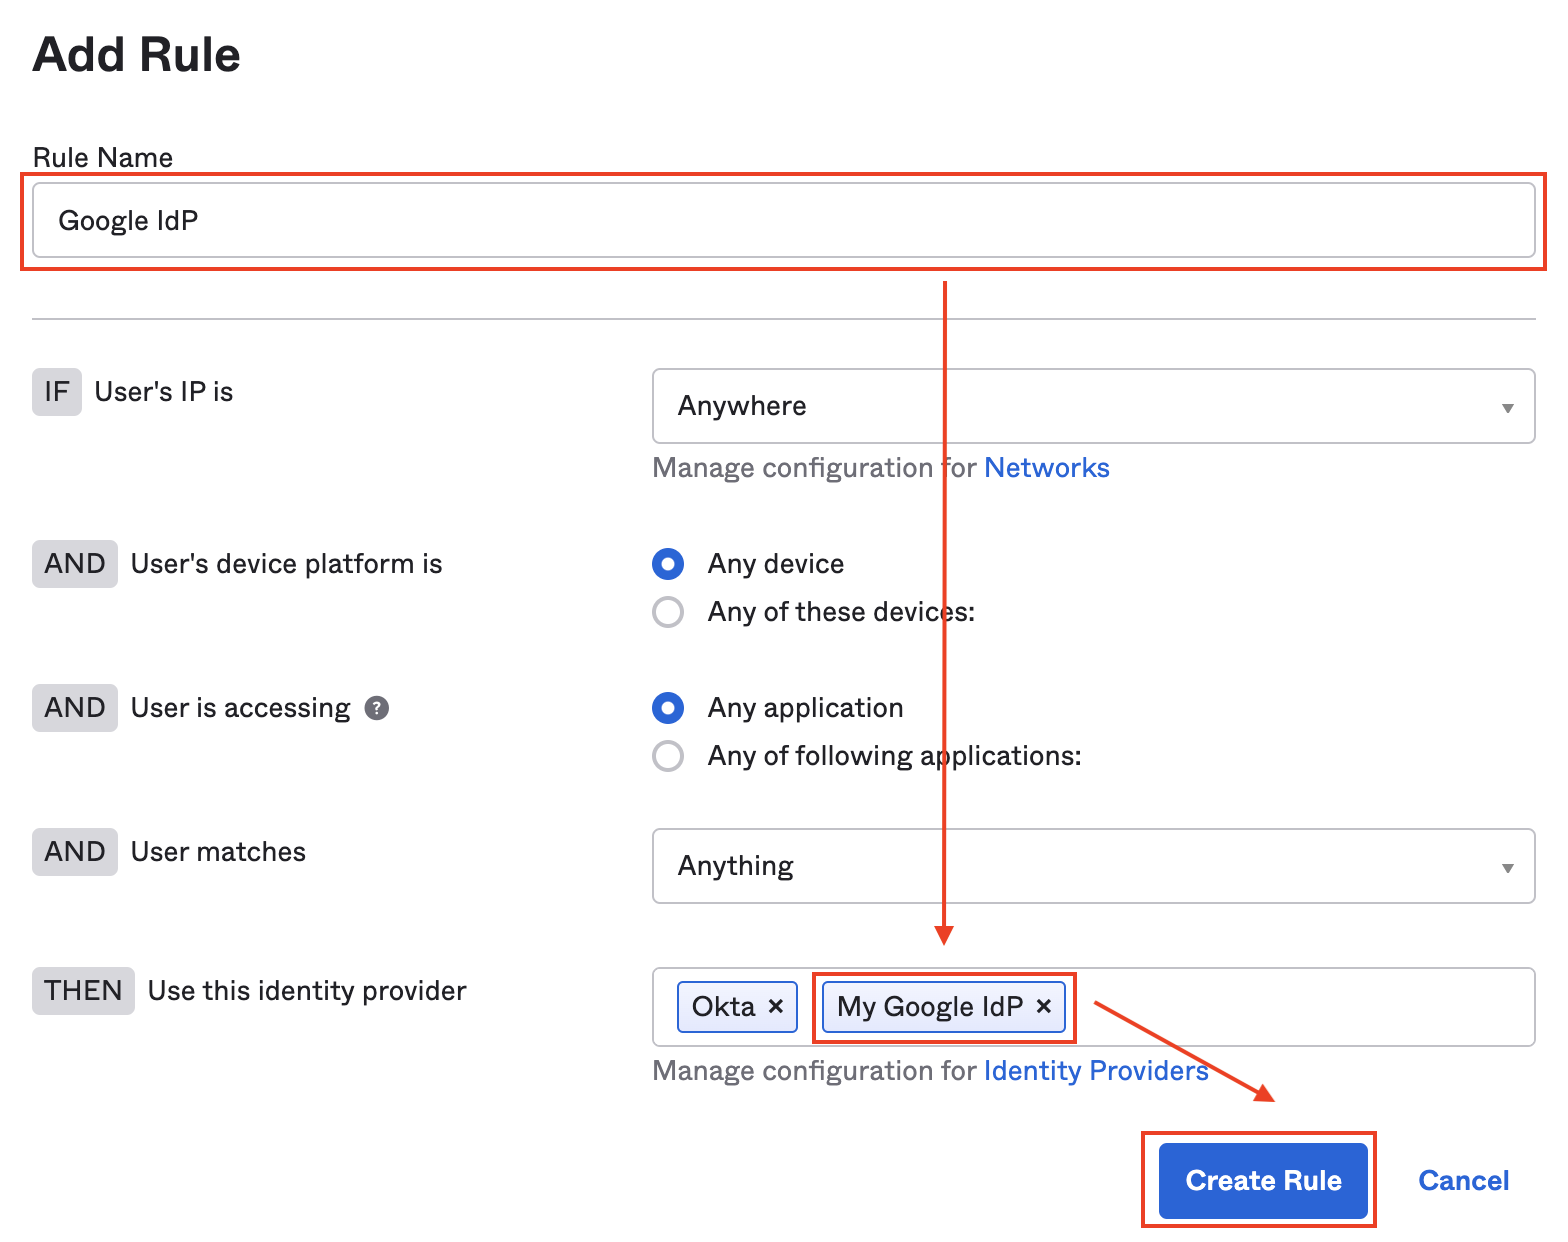 Add Rule
Rule Name
Google IdP
IF User's IP is
Anywhere
Manage configuration for Networks
AND User's device platform is
Any device
Any of these devices:
AND User is accessing ?
Any application
Any of following applications:
AND User matches
Anything
THEN Use this identity provider
Okta × My Google IdP ×
Manage configuration for Identity Providers
Create Rule Cancel